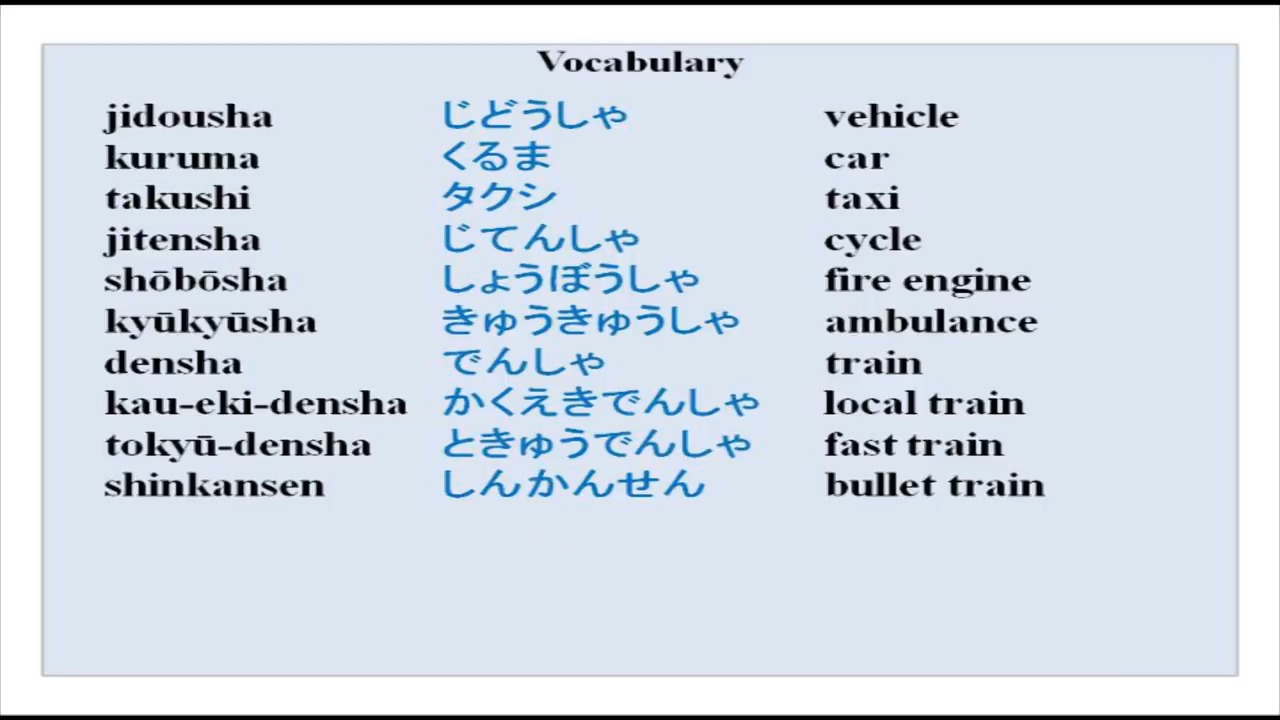 Vocabulary
jidousha じどうしゃ vehicle
kuruma くるま car
takushi タクシ taxi
jitensha じてんしゃ cycle
shōbōsha しょうぼうしゃ fire engine
kyūkyūsha きゅうきゅうしゃ ambulance
densha でんしゃ train
kau-eki-densha かくえきでんしゃ local train
tokyū-densha ときゅうでんしゃ fast train
shinkansen しんかんせん bullet train